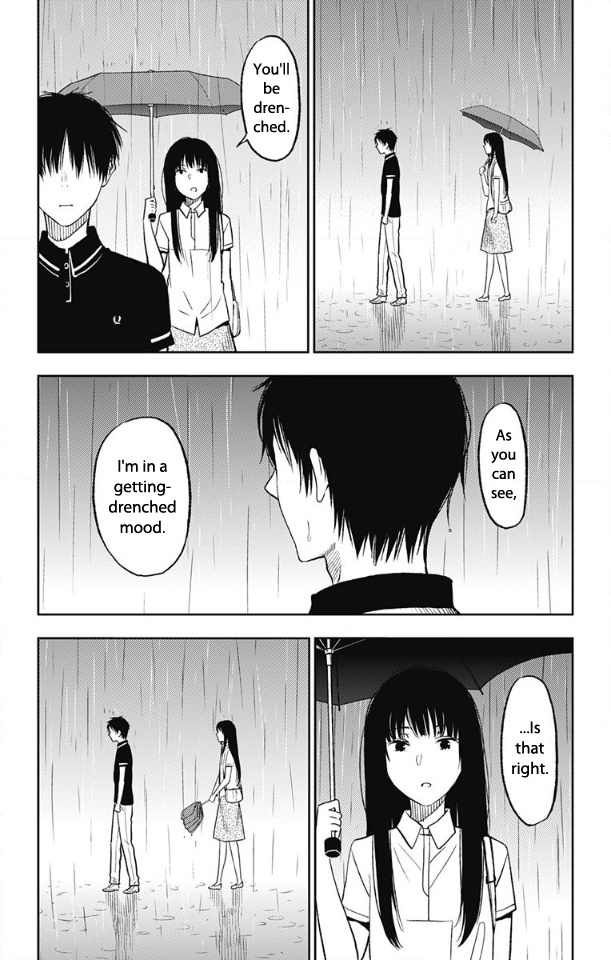 You'll
be
dren-
ched.
As
you
can
see,
I'm in a
getting-
drenched
mood.
...Is
that
right.